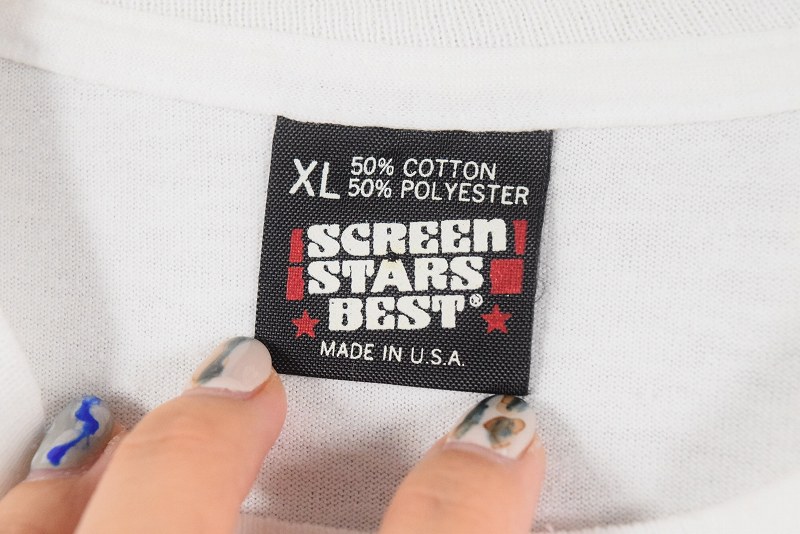 XL 50% COTTON
50% POLYESTER
SCREEN
STARS
BEST®
MADE IN U.S.A.